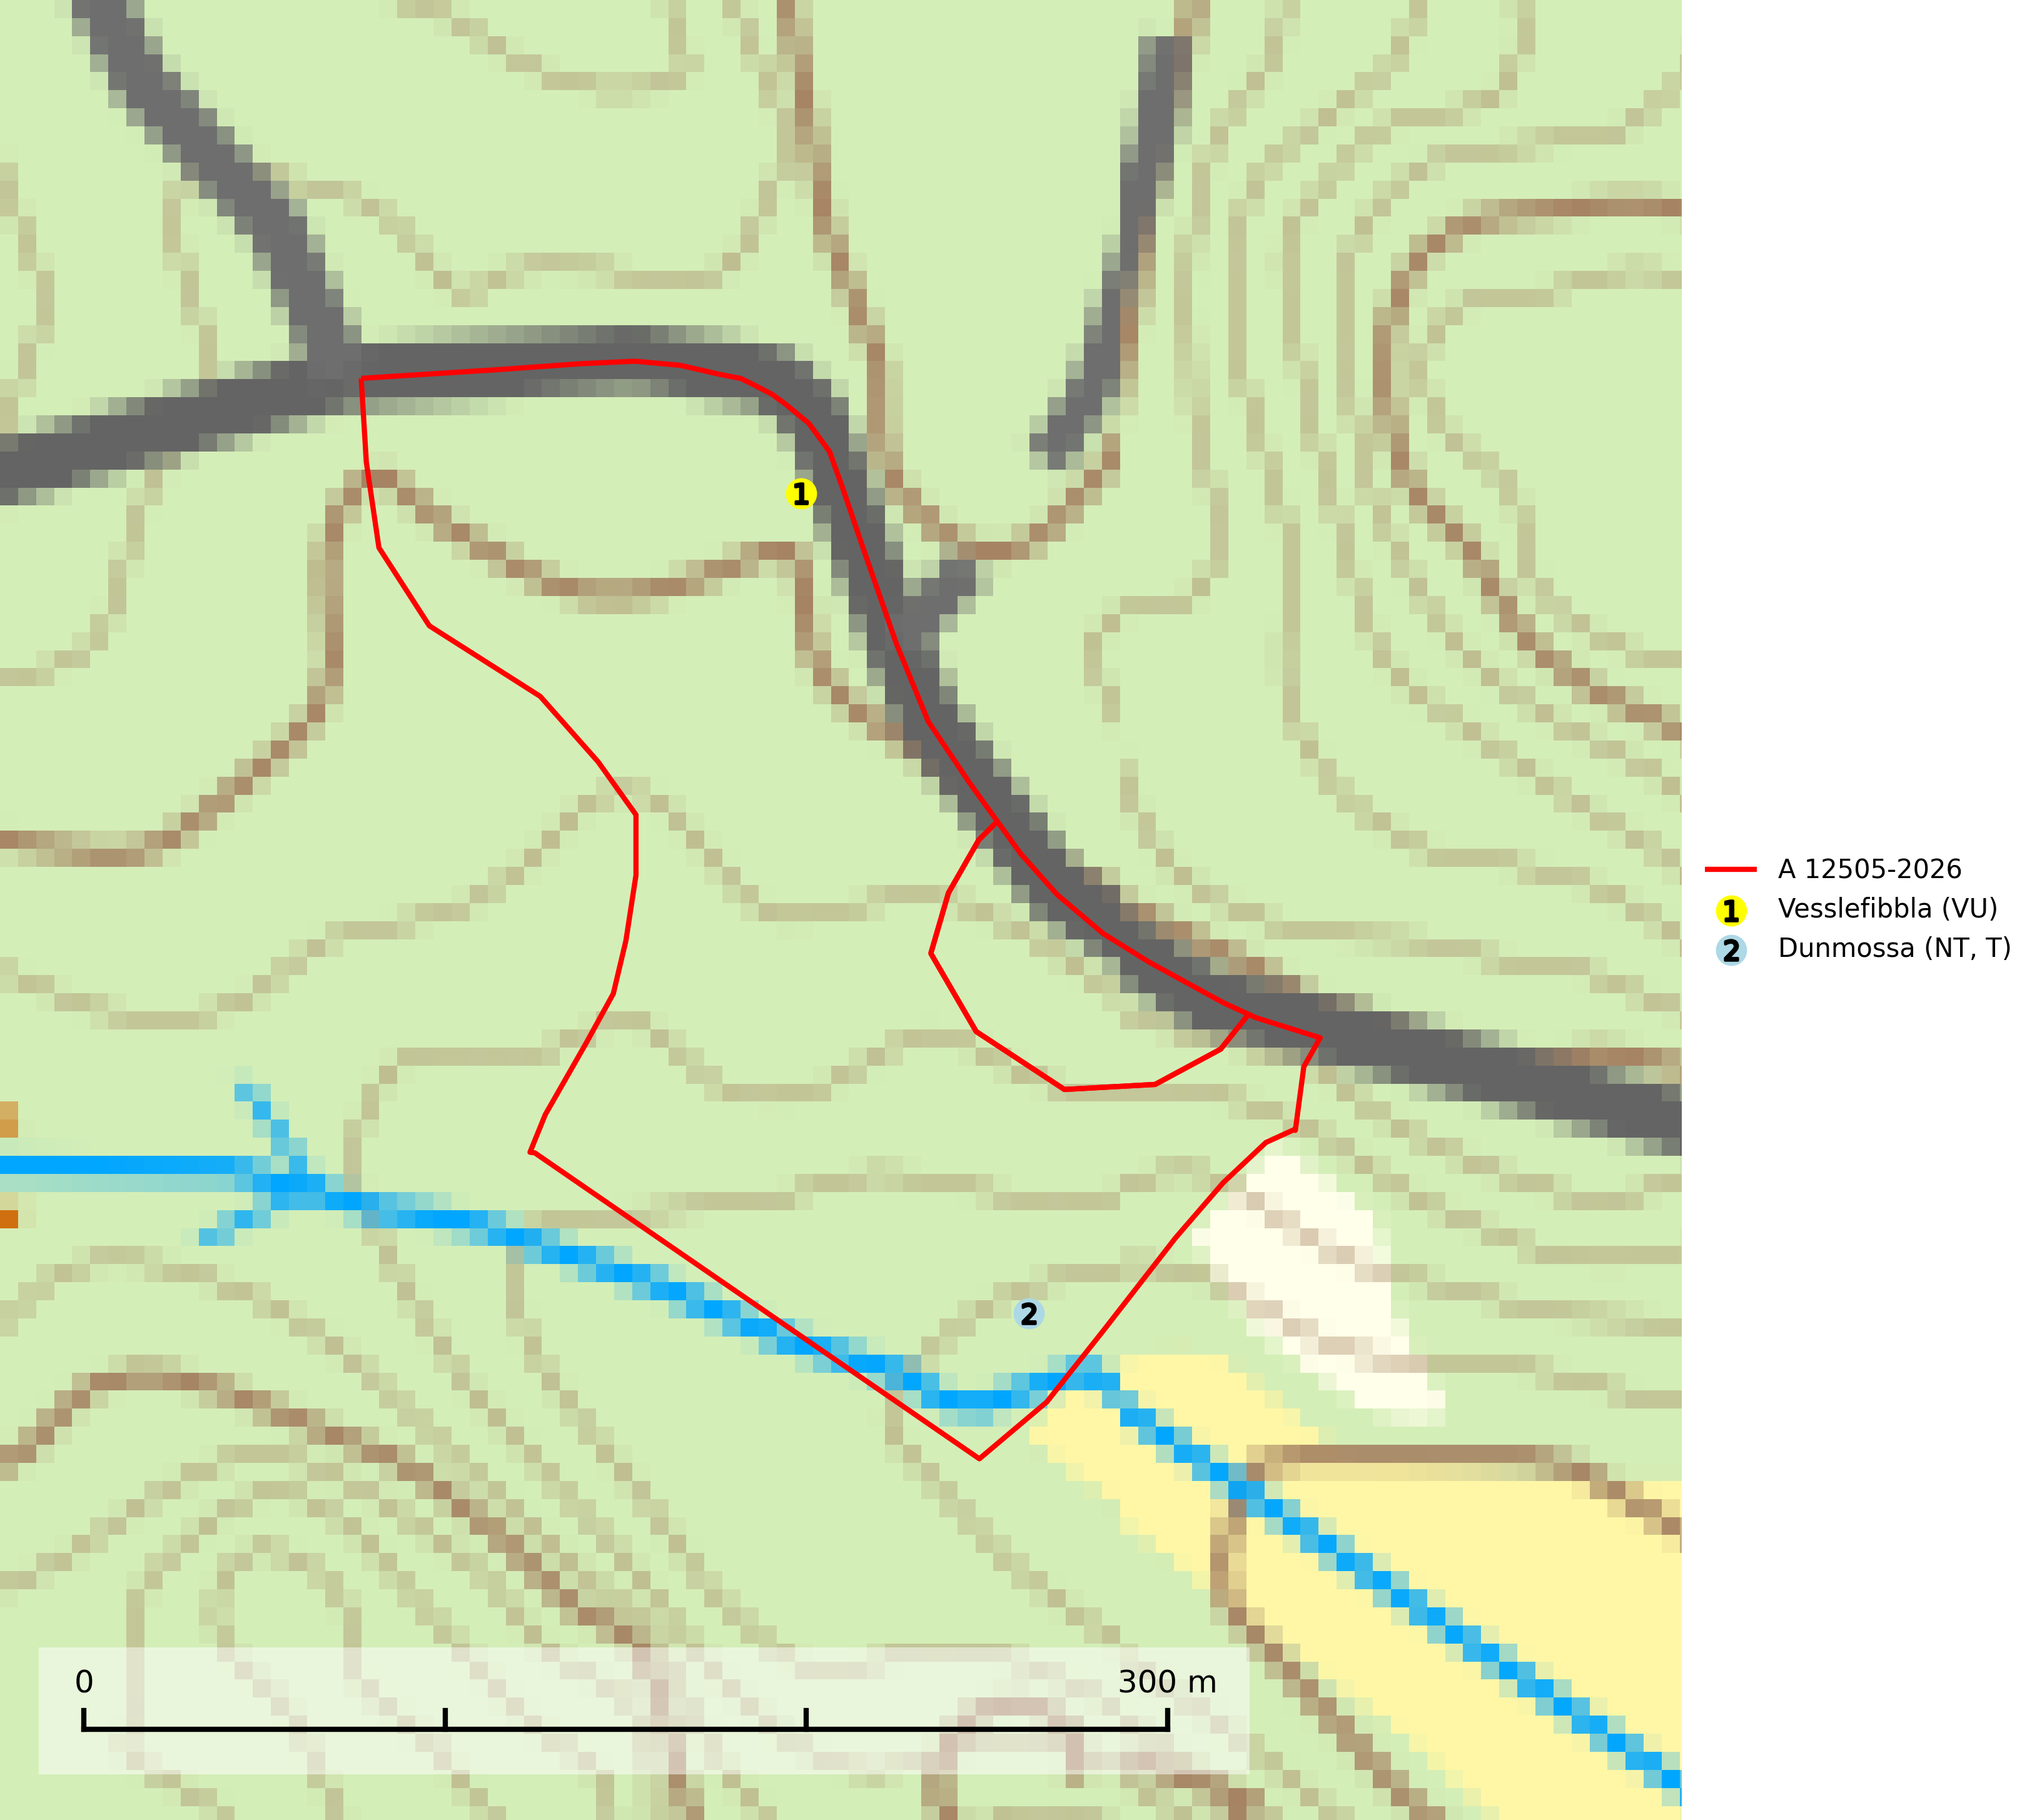 1
2
A 12505-2026
1 Vesslefibbla (VU)
2 Dunmossa (NT, T)
0 300 m